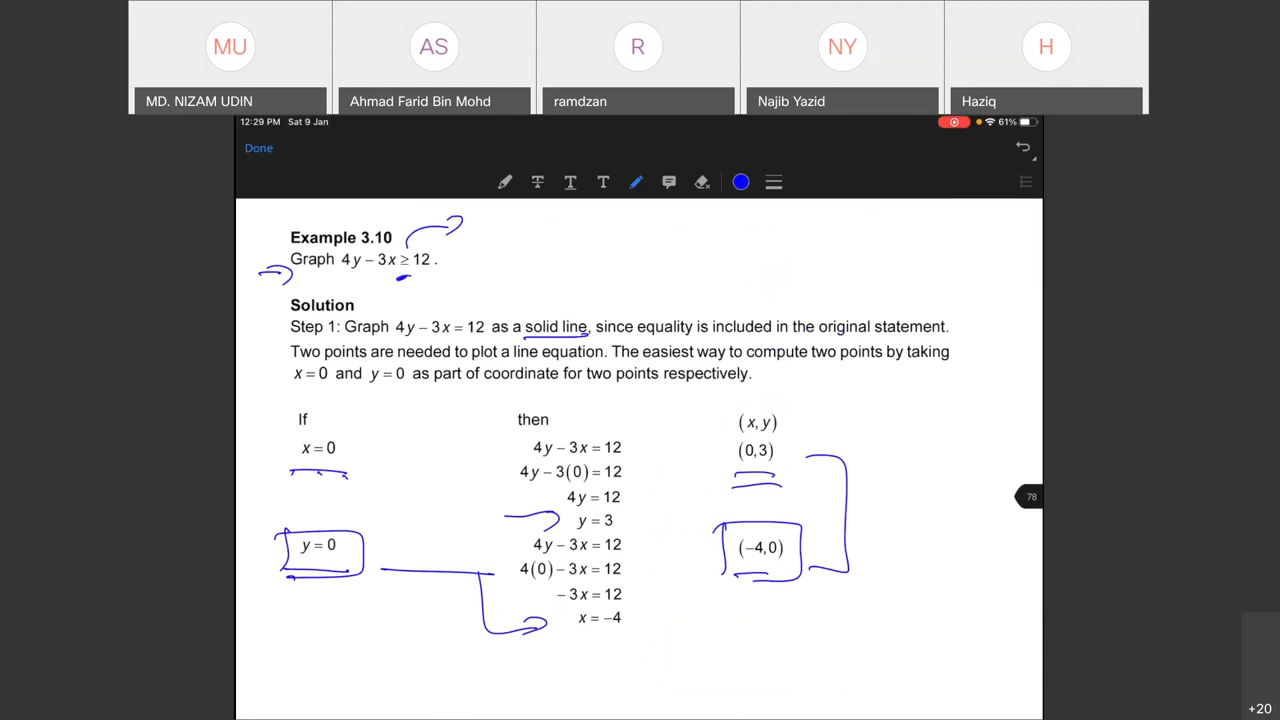 MU AS R NY H
MD. NIZAM UDIN Ahmad Farid Bin Mohd ramdzan Najib Yazid Haziq
12:29 PM Sat 9 Jan 61%
Done
T T T
Example 3.10
Graph 4y − 3x ≥ 12 .
Solution
Step 1: Graph 4y − 3x = 12 as a solid line, since equality is included in the original statement.
Two points are needed to plot a line equation. The easiest way to compute two points by taking
x = 0 and y = 0 as part of coordinate for two points respectively.
If then (x, y)
x = 0 4y − 3x = 12 (0,3)
4y − 3(0) = 12
4y = 12
y = 3
y = 0 4y − 3x = 12 (−4,0)
4(0) − 3x = 12
− 3x = 12
x = −4
78
+20